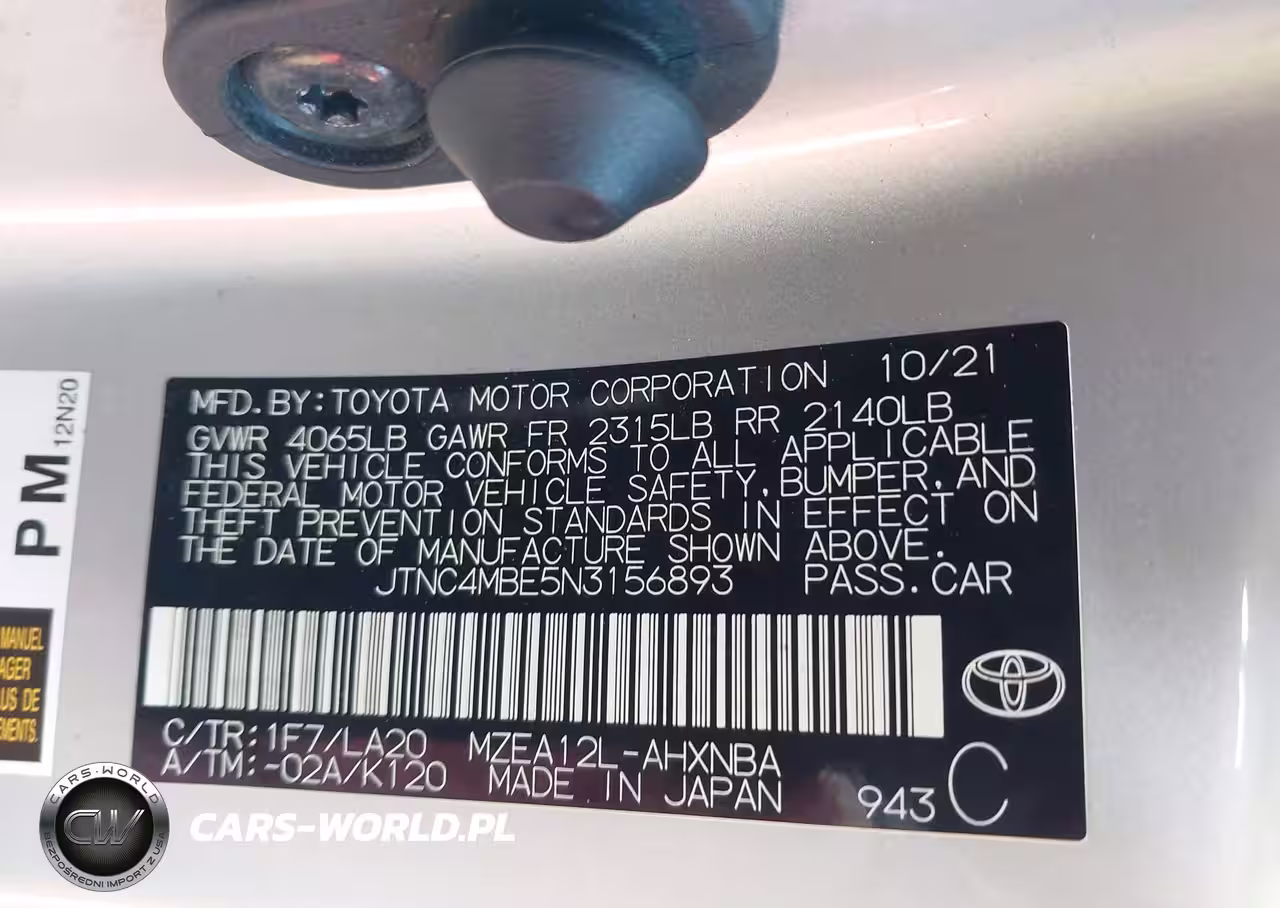 MFD.BY:TOYOTA MOTOR CORPORATION 10/21
GVWR 4065LB GAWR FR 2315LB RR 2140LB
THIS VEHICLE CONFORMS TO ALL APPLICABLE
FEDERAL MOTOR VEHICLE SAFETY, BUMPER, AND
THEFT PREVENTION STANDARDS IN EFFECT ON
THE DATE OF MANUFACTURE SHOWN ABOVE.
JTNC4MBE5N3156893 PASS.CAR
C/TR:1F7/LA20 MZEA12L-AHXNBA
A/TM:-02A/K120 MADE IN JAPAN
943 C
PM 12N20
MANUEL
AGER
US DE
EMENTS.
CARS-WORLD
CW
BEZPOŚREDNI IMPORT Z USA
CARS-WORLD.PL